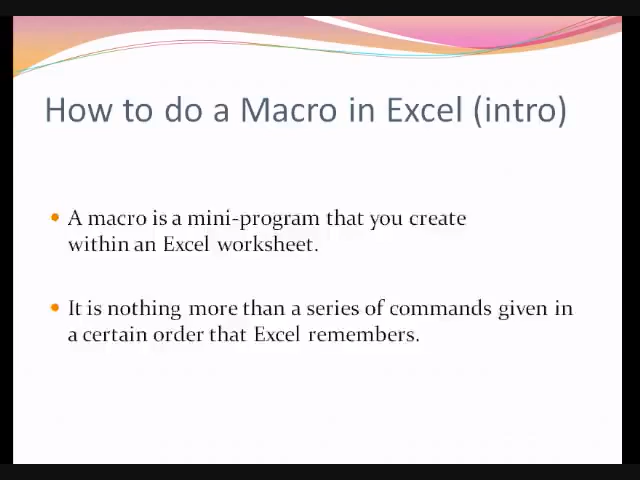 How to do a Macro in Excel (intro)
A macro is a mini-program that you create
within an Excel worksheet.
It is nothing more than a series of commands given in
a certain order that Excel remembers.